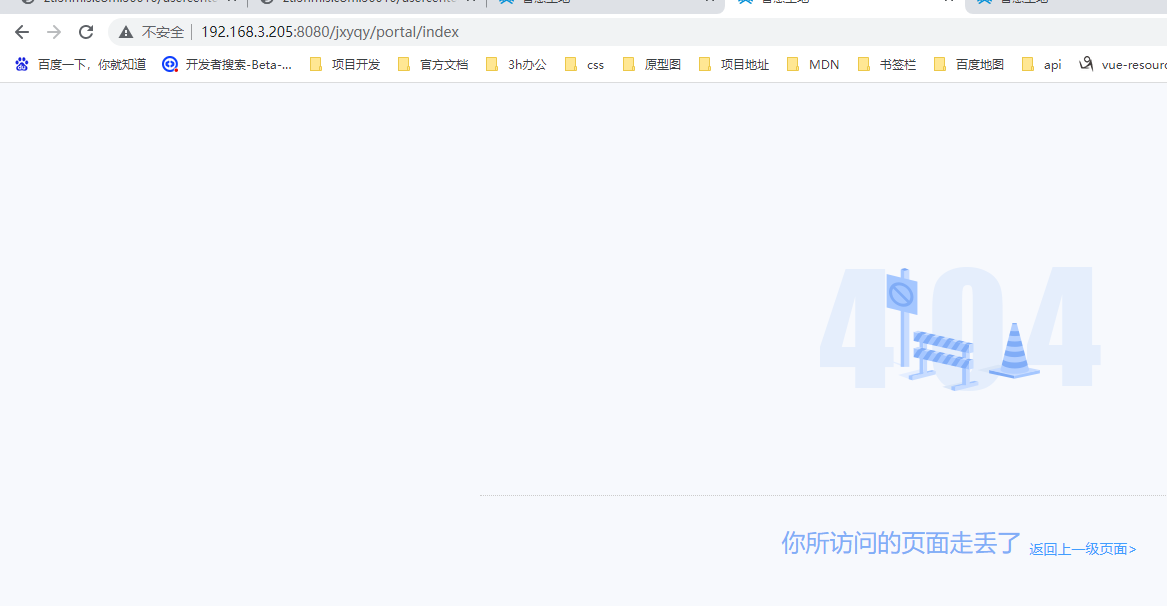 不安全 192.168.3.205:8080/jxyqy/portal/index
百度一下，你就知道 开发者搜索-Beta-... 项目开发 官方文档 3h办公 css 原型图 项目地址 MDN 书签栏 百度地图 api vue-resourc
404
你所访问的页面走丢了 返回上一级页面>